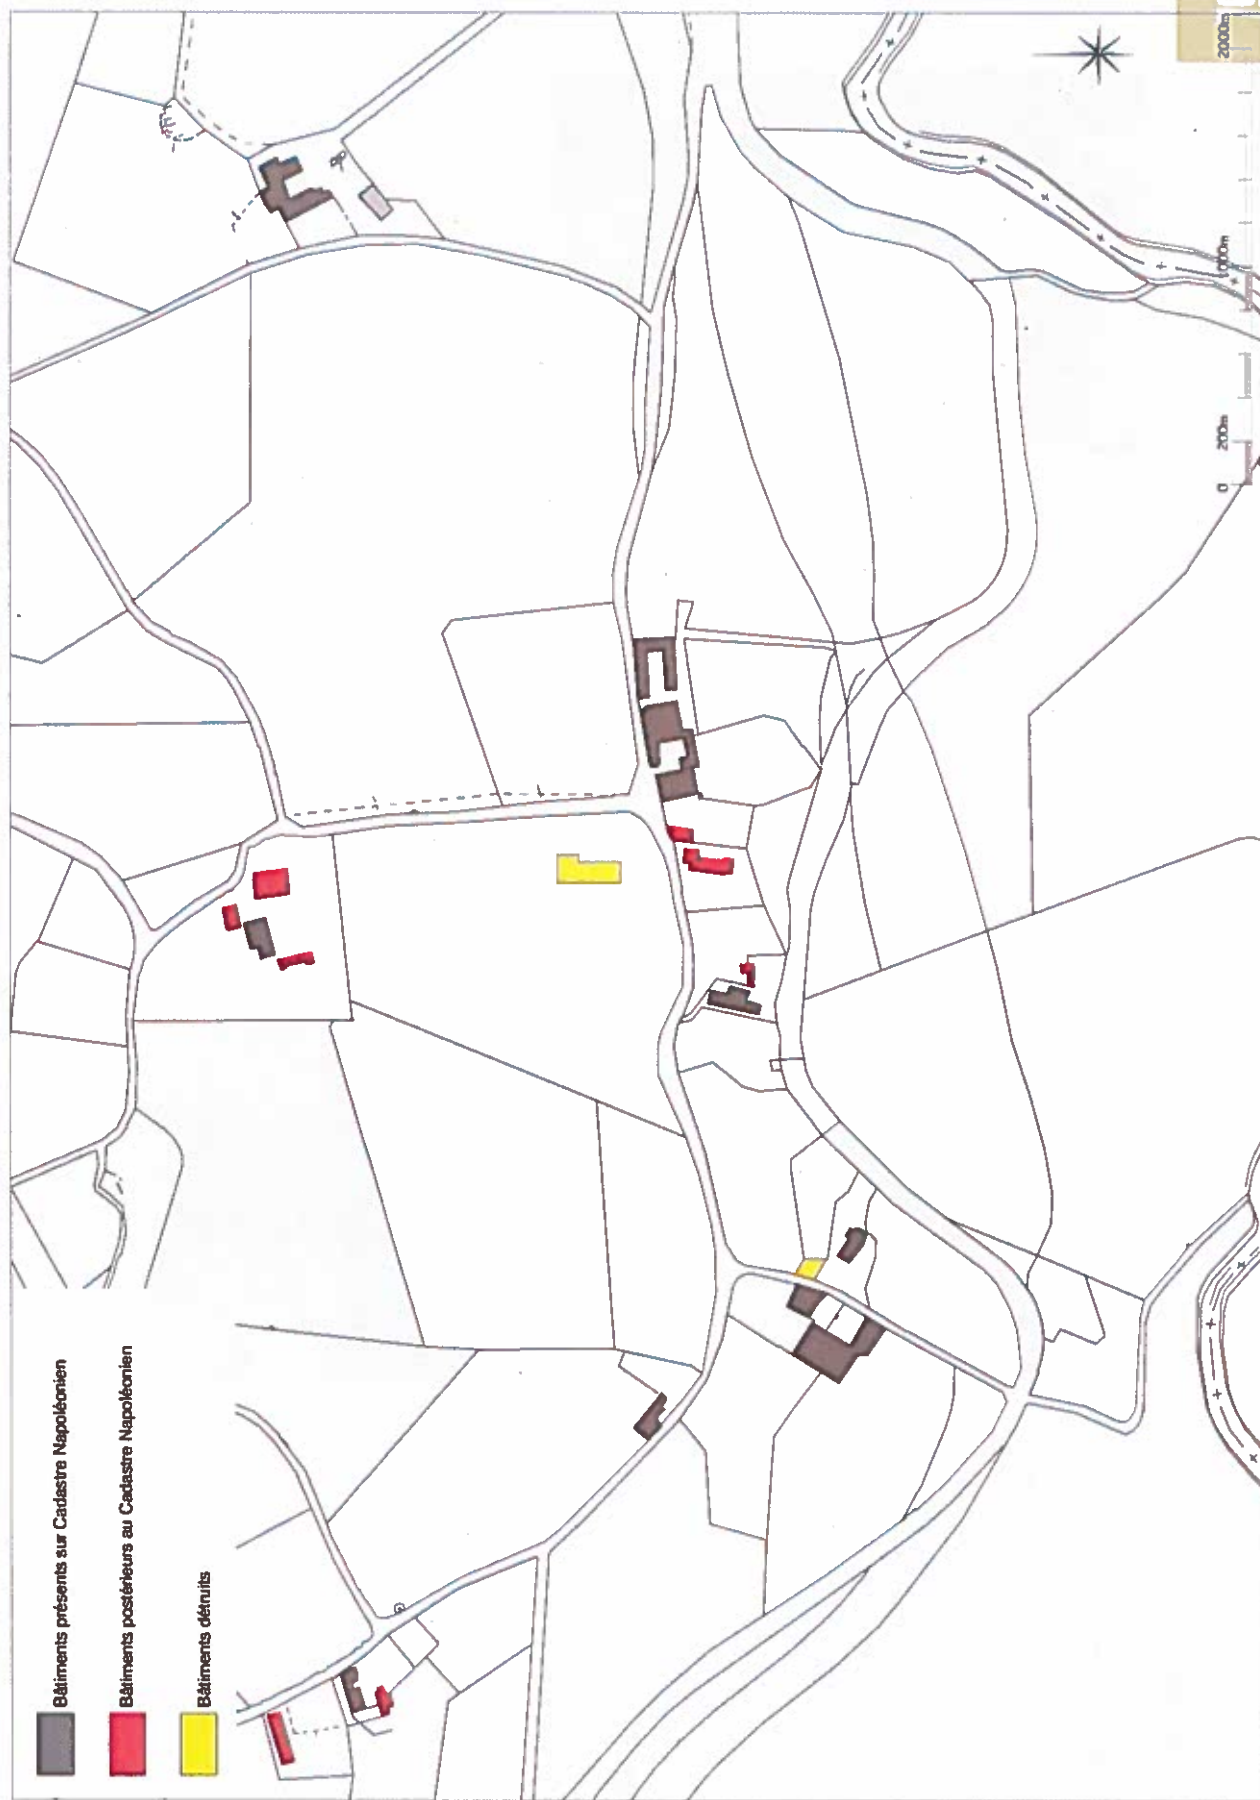 Bâtiments présents sur Cadastre Napoléonien
Bâtiments postérieurs au Cadastre Napoléonien
Bâtiments détruits
0
200m
1000m
2000m